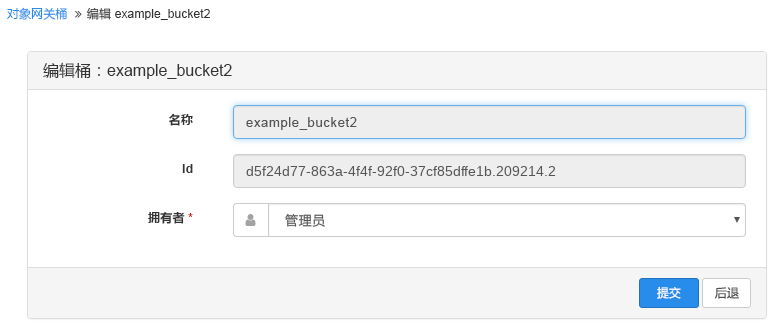 对象网关桶 » 编辑 example_bucket2
编辑桶：example_bucket2
名称 example_bucket2
Id d5f24d77-863a-4f4f-92f0-37cf85dffe1b.209214.2
拥有者 * 管理员
提交 后退